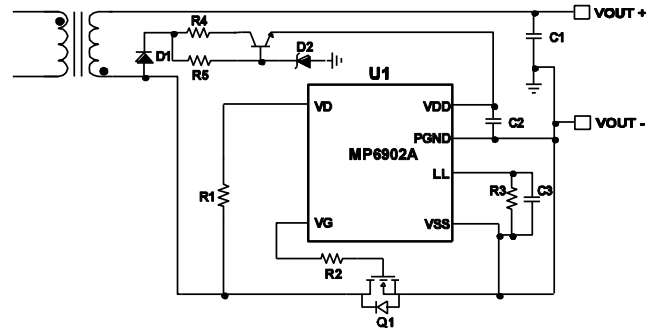 VOUT +
R4
D2
C1
D1
R5
U1
VD
VDD
C2
VOUT -
PGND
MP6902A
LL
R1
R3
C3
VG
VSS
R2
Q1